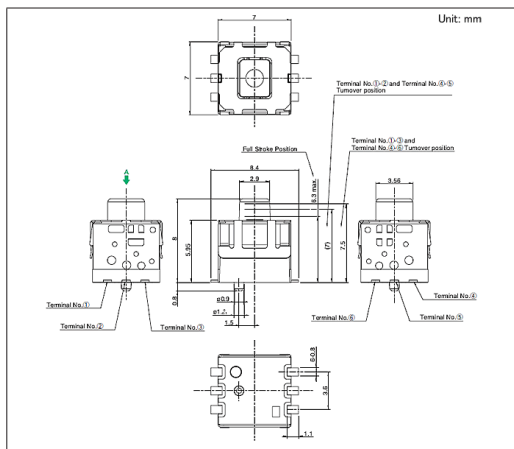 Unit: mm
7
7
Terminal No.①-② and Terminal No.④-⑤
Turnover position
Terminal No.①-③ and
Terminal No.④-⑥ Turnover position
Full Stroke Position
8.4
2.9
3.56
A
8
5.95
6.3 max.
(7)
7.5
0.8
ø0.9
1.5
Terminal No.①
Terminal No.②
Terminal No.③
Terminal No.④
Terminal No.⑤
Terminal No.⑥
6-0.8
3.6
1.1